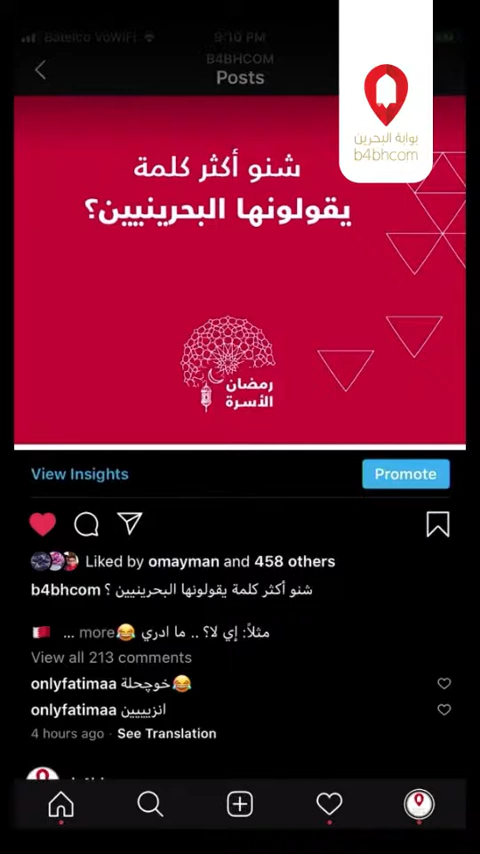 Batelco VoWiFi
9:10 PM
B4BHCOM
Posts
بوابة البحرين
b4bhcom
شنو أكثر كلمة
يقولونها البحرينيين؟
رمضان
الأسرة
View Insights
Promote
Liked by omayman and 458 others
b4bhcom شنو أكثر كلمة يقولونها البحرينيين ؟
مثلاً: إي لا؟ .. ما ادري 😂🇧🇭 ... more
View all 213 comments
onlyfatimaa خوچحلة😂
onlyfatimaa انزييييين
4 hours ago · See Translation